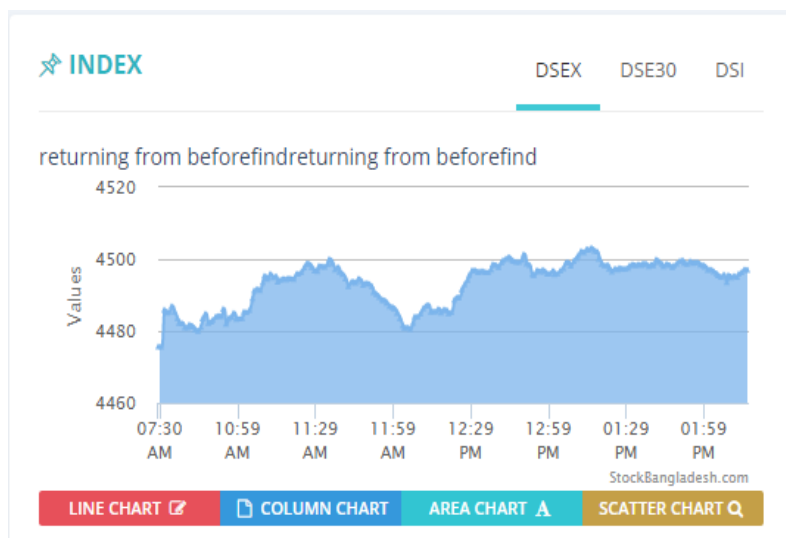 INDEX
DSEX DSE30 DSI
returning from beforefindreturning from beforefind
4520
4500
4480
4460
Values
07:30 AM
10:59 AM
11:29 AM
11:59 AM
12:29 PM
12:59 PM
01:29 PM
01:59 PM
StockBangladesh.com
LINE CHART COLUMN CHART AREA CHART A SCATTER CHART